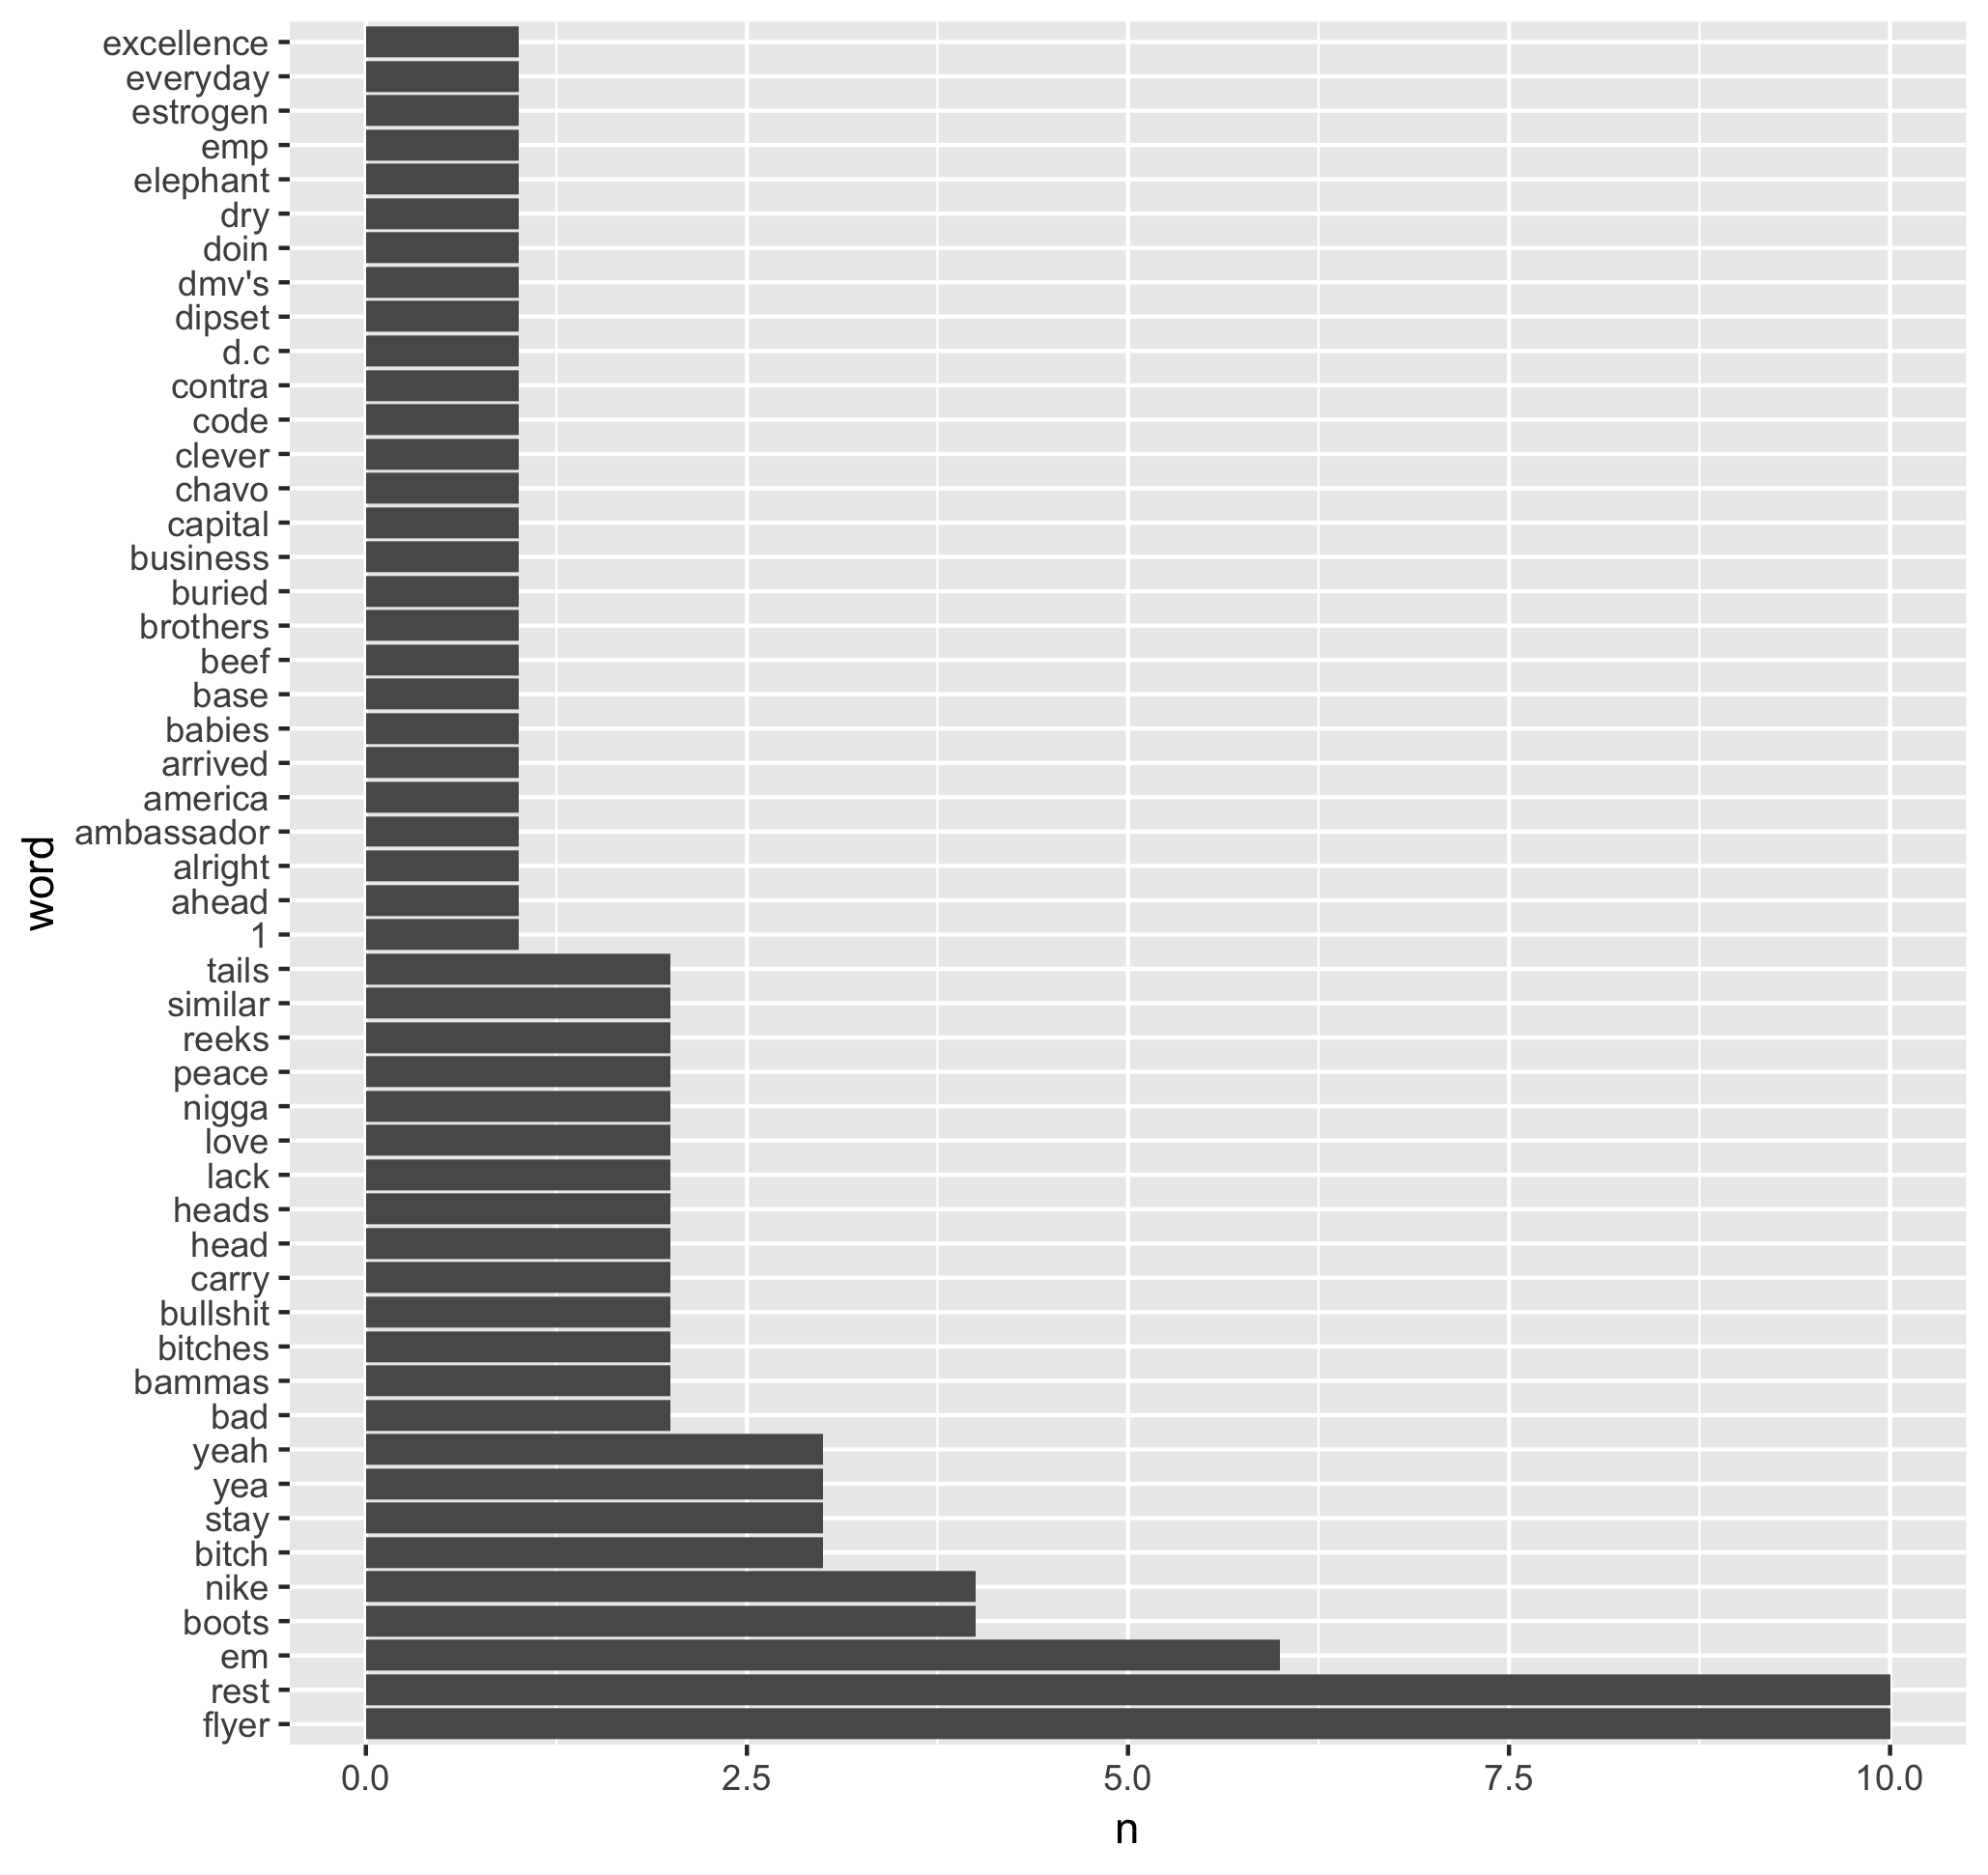 excellence
everyday
estrogen
emp
elephant
dry
doin
dmv's
dipset
d.c
contra
code
clever
chavo
capital
business
buried
brothers
beef
base
babies
arrived
america
ambassador
alright
ahead
1
tails
similar
reeks
peace
nigga
love
lack
heads
head
carry
bullshit
bitches
bammas
bad
yeah
yea
stay
bitch
nike
boots
em
rest
flyer
word
0.0 2.5 5.0 7.5 10.0
n